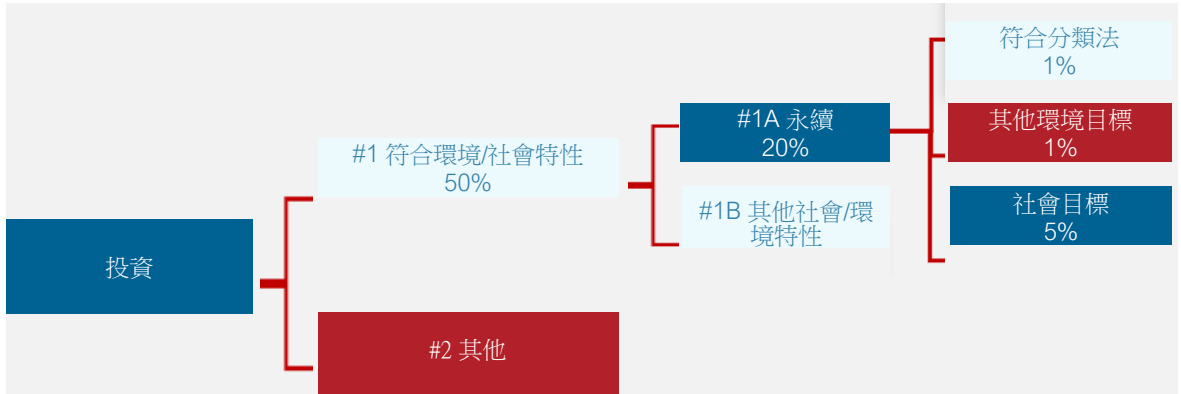 符合分類法
1%
#1A 永續
20%
其他環境目標
1%
#1 符合環境/社會特性
50%
#1B 其他社會/環
境特性
社會目標
5%
投資
#2 其他